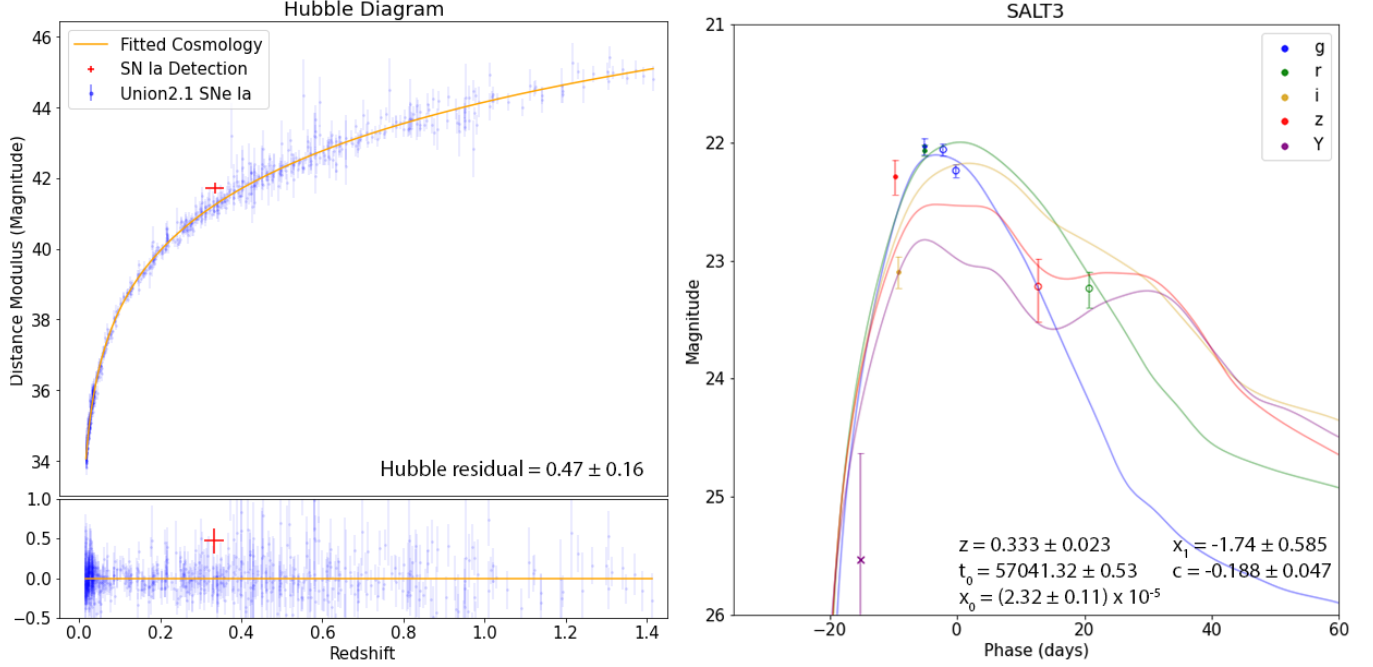 Hubble Diagram
46
44
42
40
38
36
34
Distance Modulus (Magnitude)
Fitted Cosmology
SN Ia Detection
Union2.1 SNe Ia
Hubble residual = 0.47 ± 0.16
1.0
0.5
0.0
−0.5
0.0 0.2 0.4 0.6 0.8 1.0 1.2 1.4
Redshift
SALT3
21
22
23
24
25
26
Magnitude
g
r
i
z
Y
z = 0.333 ± 0.023 x₁ = -1.74 ± 0.585
t₀ = 57041.32 ± 0.53 c = -0.188 ± 0.047
x₀ = (2.32 ± 0.11) x 10⁻⁵
−20 0 20 40 60
Phase (days)